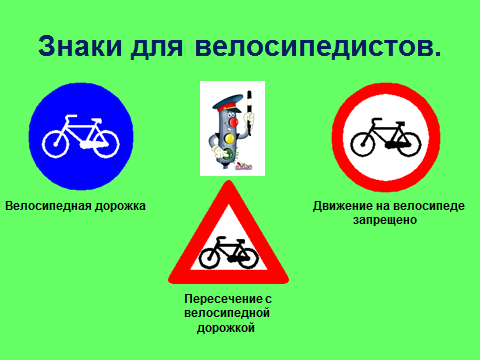 Знаки для велосипедистов.
Велосипедная дорожка
Движение на велосипеде
запрещено
Пересечение с
велосипедной
дорожкой